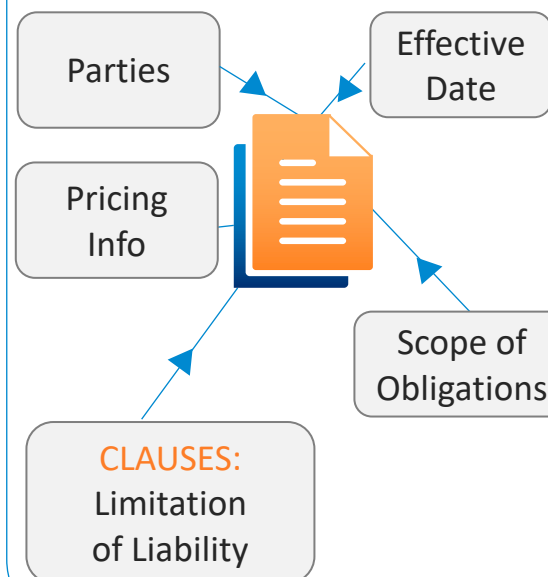 Parties
Effective
Date
Pricing
Info
Scope of
Obligations
CLAUSES:
Limitation
of Liability